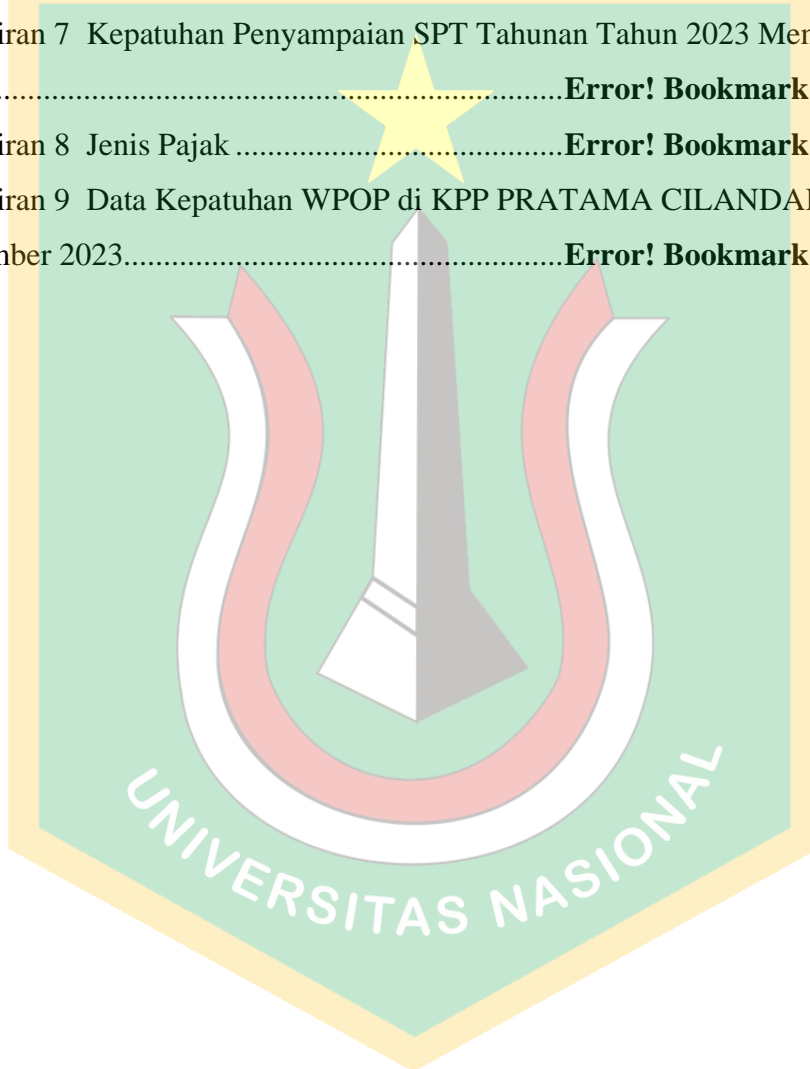 iran 7 Kepatuhan Penyampaian SPT Tahunan Tahun 2023 Men
........................................................Error! Bookmark
iran 8 Jenis Pajak ................................Error! Bookmark
iran 9 Data Kepatuhan WPOP di KPP PRATAMA CILANDA
nber 2023...........................................Error! Bookmark
UNIVERSITAS NASIONAL